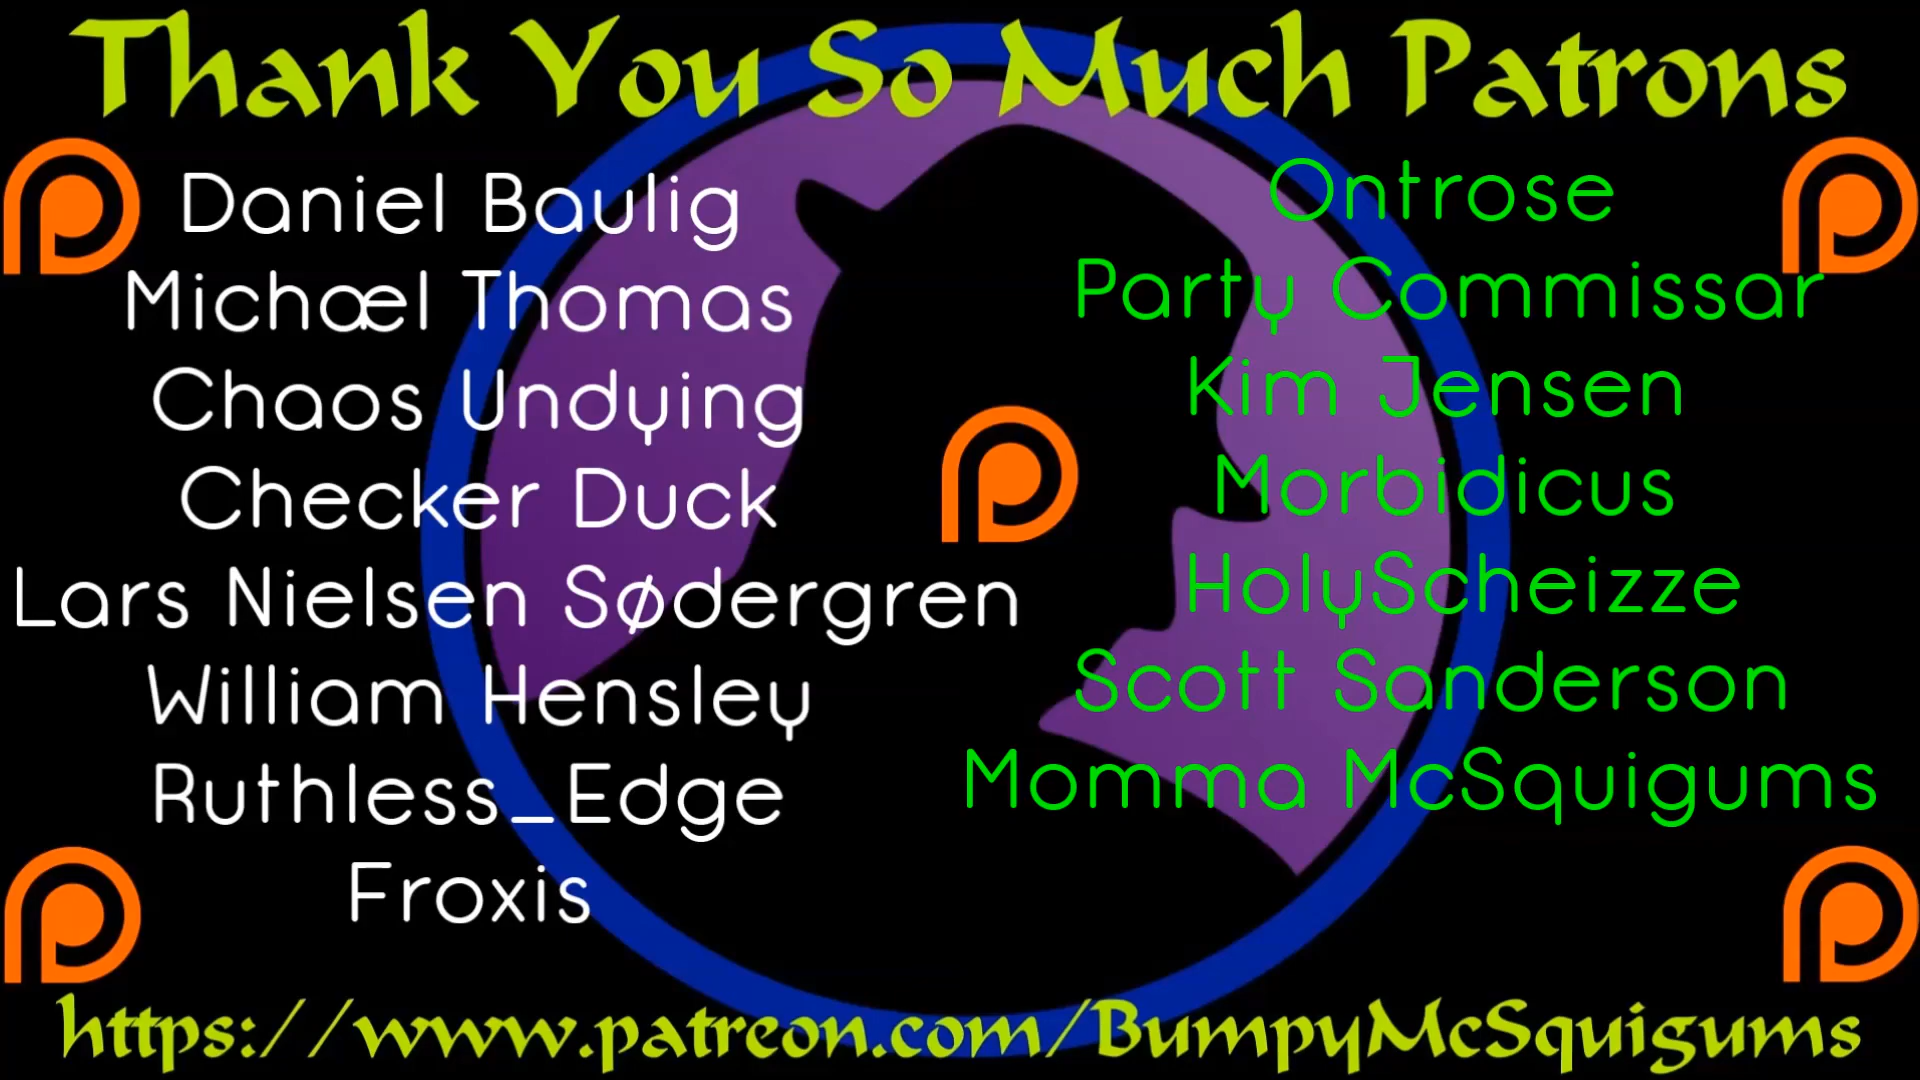 Thank You So Much Patrons
Daniel Baulig
Michæl Thomas
Chaos Undying
Checker Duck
Lars Nielsen Sødergren
William Hensley
Ruthless_Edge
Froxis
Ontrose
Party Commissar
Kim Jensen
Morbidicus
HolyScheizze
Scott Sanderson
Momma McSquigums
https://www.patreon.com/BumpyMcSquigums